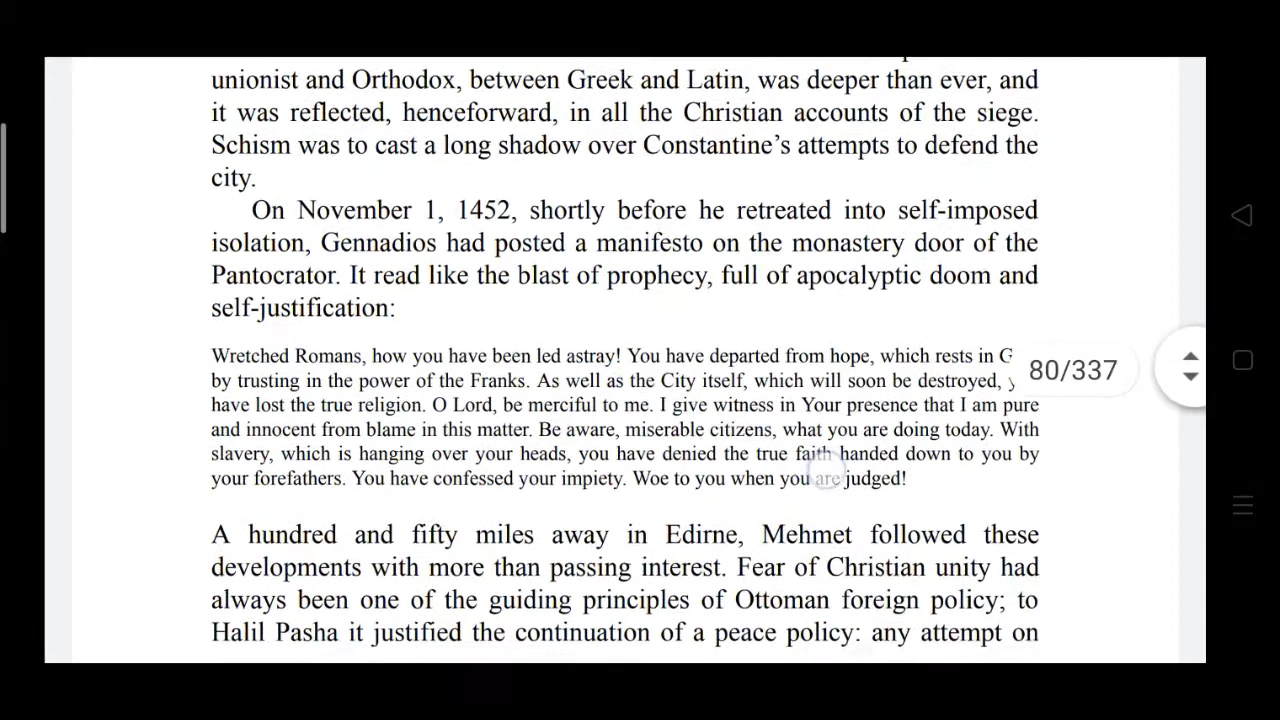 unionist and Orthodox, between Greek and Latin, was deeper than ever, and
it was reflected, henceforward, in all the Christian accounts of the siege.
Schism was to cast a long shadow over Constantine’s attempts to defend the
city.
On November 1, 1452, shortly before he retreated into self-imposed
isolation, Gennadios had posted a manifesto on the monastery door of the
Pantocrator. It read like the blast of prophecy, full of apocalyptic doom and
self-justification:
Wretched Romans, how you have been led astray! You have departed from hope, which rests in
by trusting in the power of the Franks. As well as the City itself, which will soon be destroyed,
80/337
have lost the true religion. O Lord, be merciful to me. I give witness in Your presence that I am pure
and innocent from blame in this matter. Be aware, miserable citizens, what you are doing today. With
slavery, which is hanging over your heads, you have denied the true faith handed down to you by
your forefathers. You have confessed your impiety. Woe to you when you are judged!
A hundred and fifty miles away in Edirne, Mehmet followed these
developments with more than passing interest. Fear of Christian unity had
always been one of the guiding principles of Ottoman foreign policy; to
Halil Pasha it justified the continuation of a peace policy: any attempt on